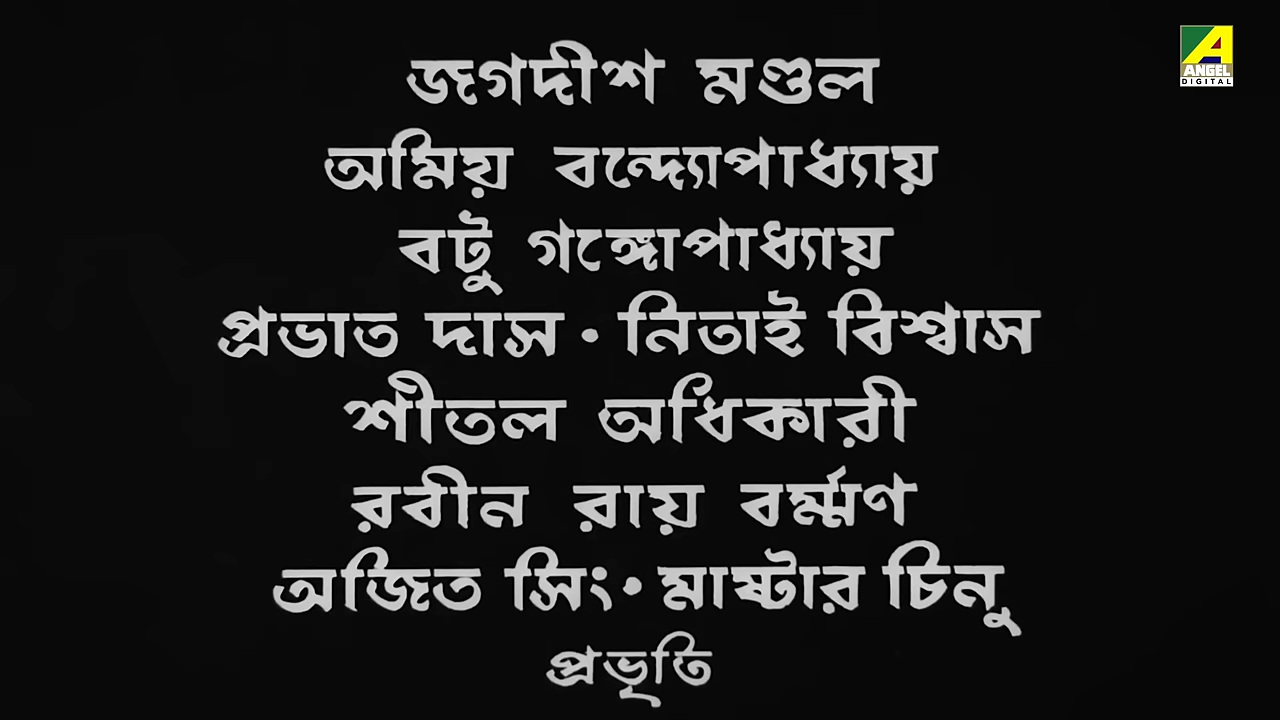 জগদীশ মণ্ডল
অমিয় বন্দ্যোপাধ্যায়
বটু গঙ্গোপাধ্যায়
প্রভাত দাস • নিতাই বিশ্বাস
শীতল অধিকারী
রবীন রায় বর্ম্মণ
অজিত সিং • মাষ্টার চিনু
প্রভৃতি
A
ANGEL
DIGITAL